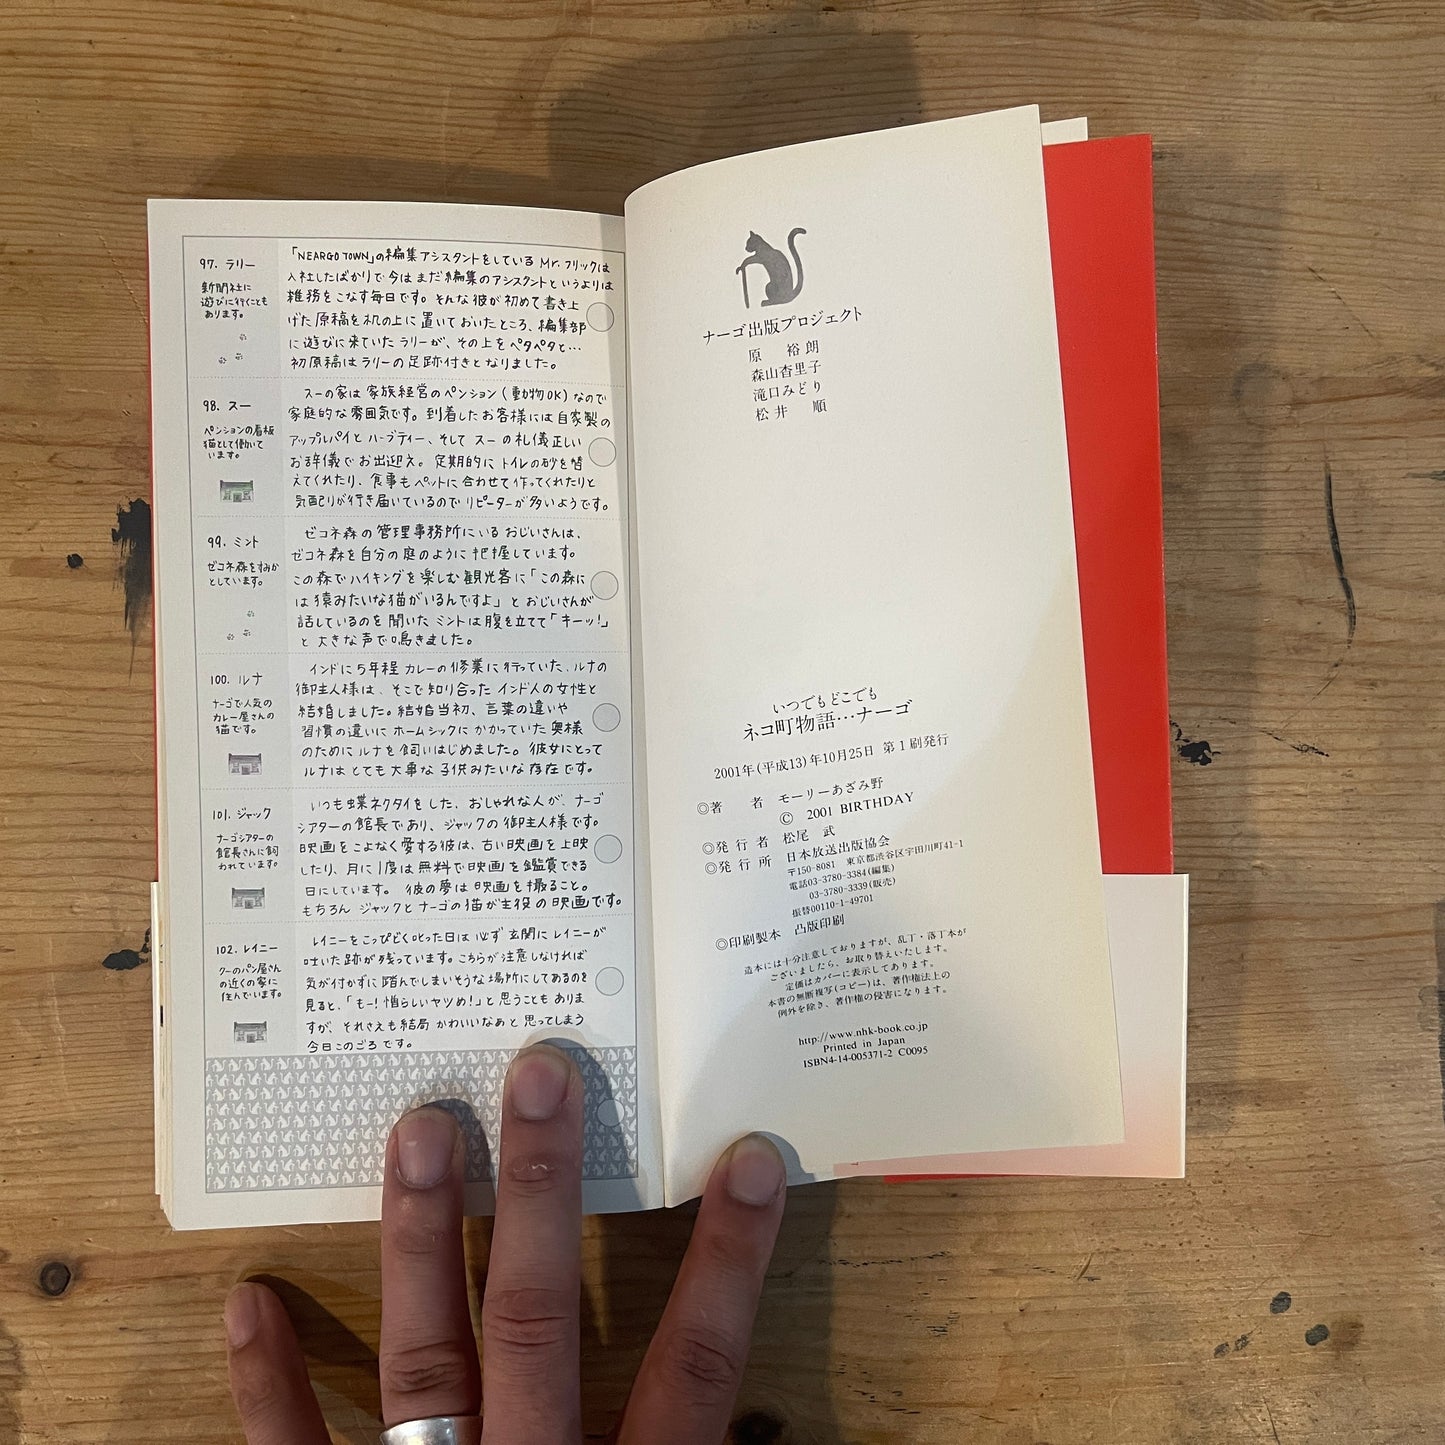 97. ラリー
新聞社に
遊びに行くことも
あります。
「NEARGO TOWN」の編集アシスタントをしている Mr. フリックは
入社したばかりで今はまだ編集のアシスタントというよりは
雑務をこなす毎日です。そんな彼が初めて書き上
げた原稿を机の上に置いておいたところ、編集部
に遊びに来ていたラリーが、その上をペタペタと…
初原稿はラリーの足跡付きとなりました。
98. スー
ペンションの看板
猫として働いて
います。
スーの家は家族経営のペンション(動物OK)なので
家庭的な雰囲気です。到着したお客様には自家製の
アップルパイとハーブティー、そしてスーの礼儀正しい
お辞儀でお出迎え。定期的にトイレの砂を替
えてくれたり、食事もペットに合わせて作ってくれたりと
気配りが行き届いているのでリピーターが多いようです。
99. ミント
ゼコネ森をすみか
としています。
ゼコネ森の管理事務所にいるおじいさんは、
ゼコネ森を自分の庭のように把握しています。
この森でハイキングを楽しむ観光客に「この森に
は猿みたいな猫がいるんですよ」とおじいさんが
話しているのを聞いたミントは腹を立てて「キーッ!」
と大きな声で鳴きました。
100. ルナ
ナーゴで人気の
カレー屋さんの
猫です。
インドに5年程カレーの修業に行っていた、ルナの
御主人様は、そこで知り合ったインド人の女性と
結婚しました。結婚当初、言葉の違いや
習慣の違いにホームシックにかかっていた奥様
のためにルナを飼いはじめました。彼女にとって
ルナはとても大事な子供みたいな存在です。
101. ジャック
ナーゴシアターの
館長さんに飼
われています。
いつも蝶ネクタイをした、おしゃれな人が、ナーゴ
シアターの館長であり、ジャックの御主人様です。
映画をこよなく愛する彼は、古い映画を上映
したり、月に1度は無料で映画を鑑賞できる
日にしています。彼の夢は映画を撮ること。
もちろんジャックとナーゴの猫が主役の映画です。
102. レイニー
クーのパン屋さん
の近くの家に
住んでいます。
レイニーをこっぴどく叱った日は必ず玄関にレイニーが
吐いた跡が残っています。こちらが注意しなければ
気が付かずに踏んでしまいそうな場所にしてあるのを
見ると、「もー!憎らしいヤツめ!」と思うこともありま
すが、それさえも結局かわいいなあと思ってしまう
今日このごろです。
ナーゴ出版プロジェクト
原 裕朗
森山杏里子
滝口みどり
松井 順
いつでもどこでも
ネコ町物語…ナーゴ
2001年(平成13)年10月25日 第1刷発行
◎著 者 モーリーあざみ野
© 2001 BIRTHDAY
◎発行者 松尾 武
◎発行所 日本放送出版協会
〒150-8081 東京都渋谷区宇田川町41-1
電話03-3780-3384(編集)
03-3780-3339(販売)
振替00110-1-49701
◎印刷製本 凸版印刷
造本には十分注意しておりますが、乱丁・落丁本が
ございましたら、お取り替えいたします。
定価はカバーに表示してあります。
本書の無断複写(コピー)は、著作権法上の
例外を除き、著作権の侵害になります。
http://www.nhk-book.co.jp
Printed in Japan
ISBN4-14-005371-2 C0095